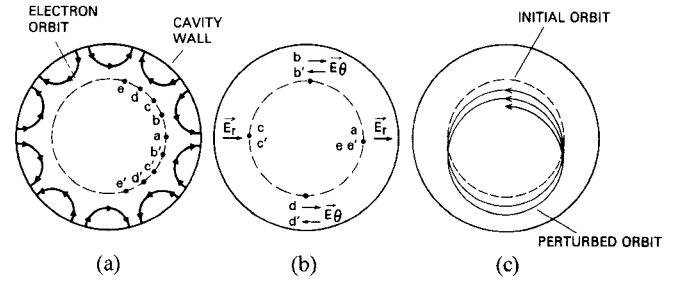 ELECTRON
ORBIT
CAVITY
WALL
e
d
c
b
a
b'
c'
d'
e'
(a)
b → E⃗θ
b' ←
E⃗r
c
c'
a
e e'
E⃗r
d → E⃗θ
d' ←
(b)
INITIAL ORBIT
PERTURBED ORBIT
(c)